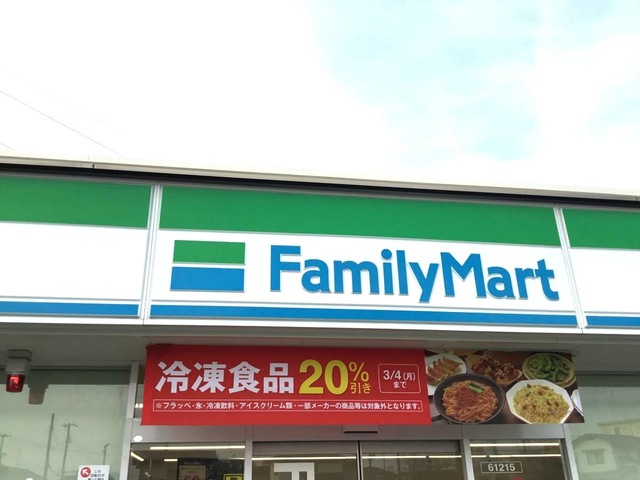 FamilyMart
冷凍食品20%引き 3/4(月)まで
※フラッペ・氷・冷凍飲料・アイスクリーム類・一部メーカーの商品等は対象外となります。
61215